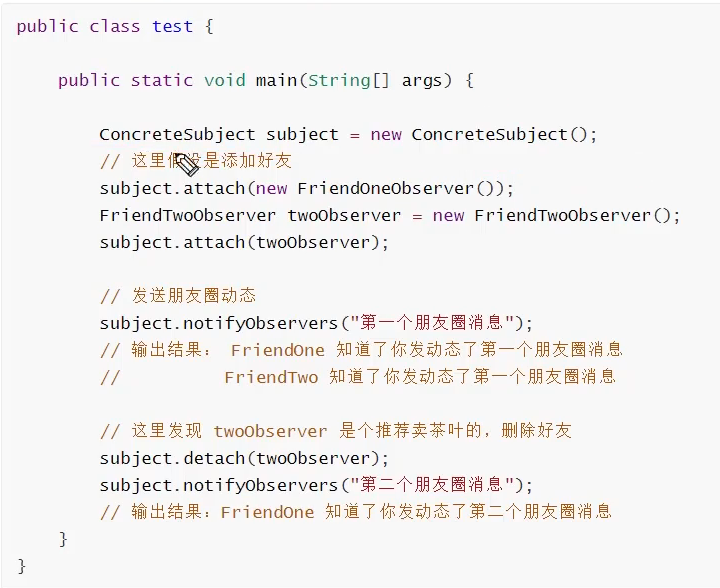 public class test {
public static void main(String[] args) {
ConcreteSubject subject = new ConcreteSubject();
// 这里假设是添加好友
subject.attach(new FriendOneObserver());
FriendTwoObserver twoObserver = new FriendTwoObserver();
subject.attach(twoObserver);
// 发送朋友圈动态
subject.notifyObservers("第一个朋友圈消息");
// 输出结果： FriendOne 知道了你发动态了第一个朋友圈消息
// FriendTwo 知道了你发动态了第一个朋友圈消息
// 这里发现 twoObserver 是个推荐卖茶叶的，删除好友
subject.detach(twoObserver);
subject.notifyObservers("第二个朋友圈消息");
// 输出结果：FriendOne 知道了你发动态了第二个朋友圈消息
}
}